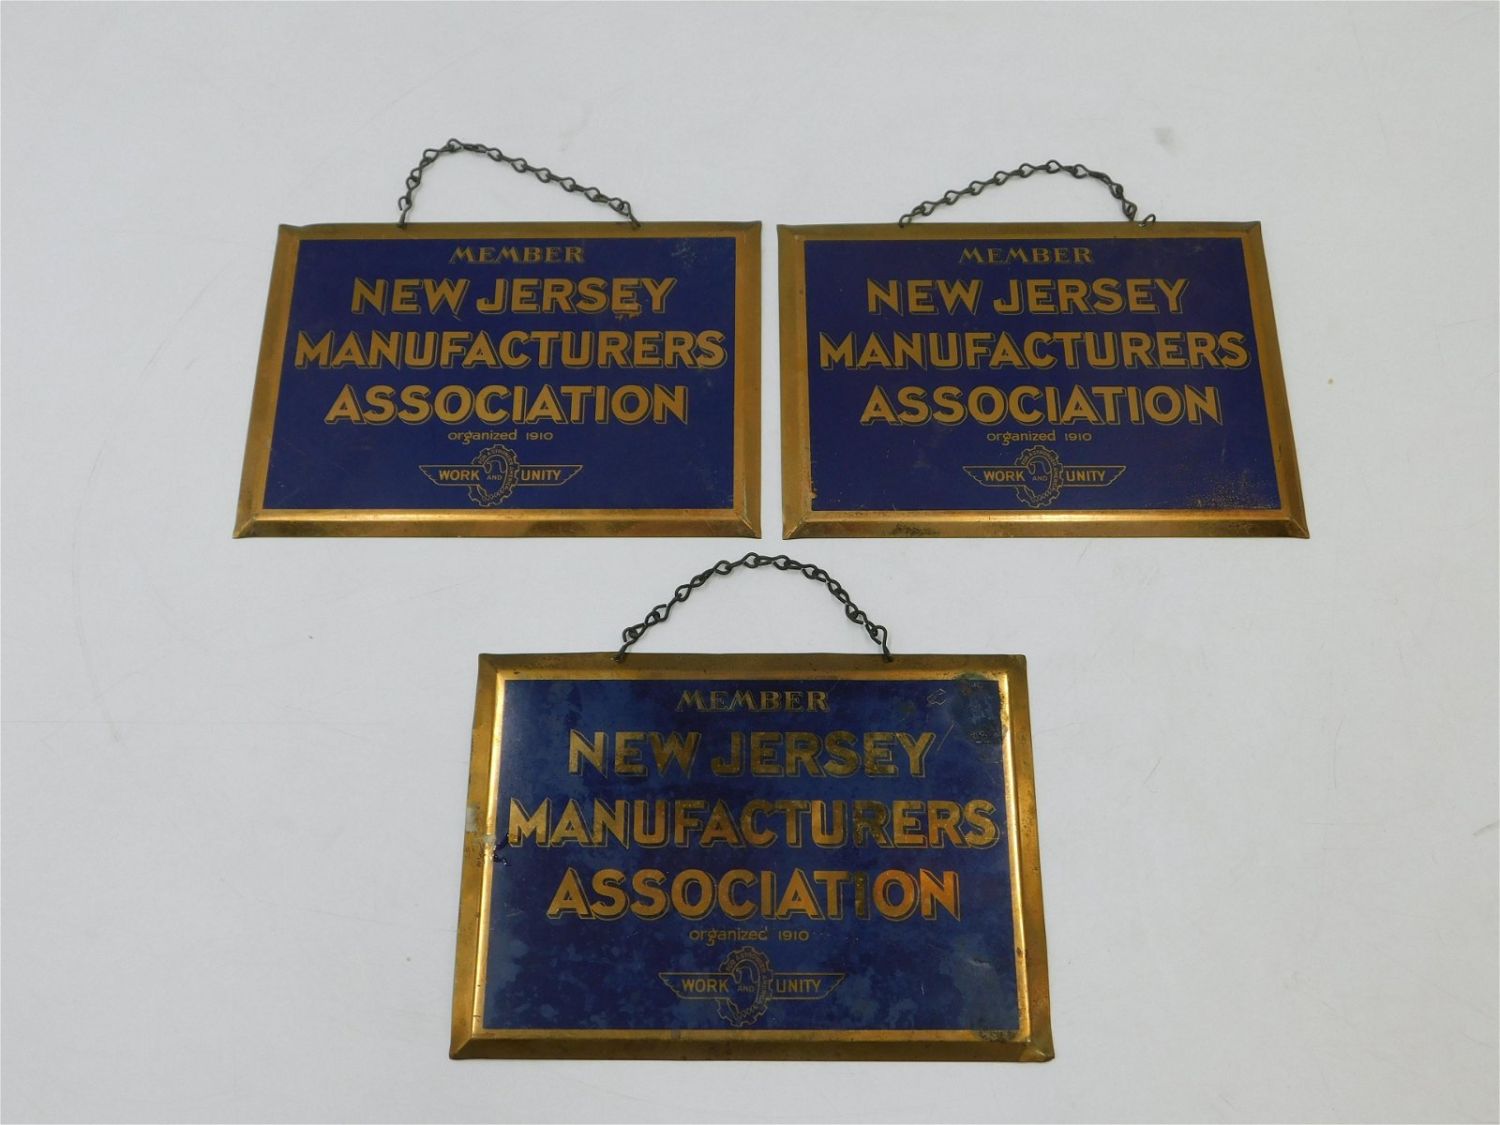 MEMBER
NEW JERSEY
MANUFACTURERS
ASSOCIATION
organized 1910
WORK AND UNITY
MEMBER
NEW JERSEY
MANUFACTURERS
ASSOCIATION
organized 1910
WORK AND UNITY
MEMBER
NEW JERSEY
MANUFACTURERS
ASSOCIATION
organized 1910
WORK AND UNITY